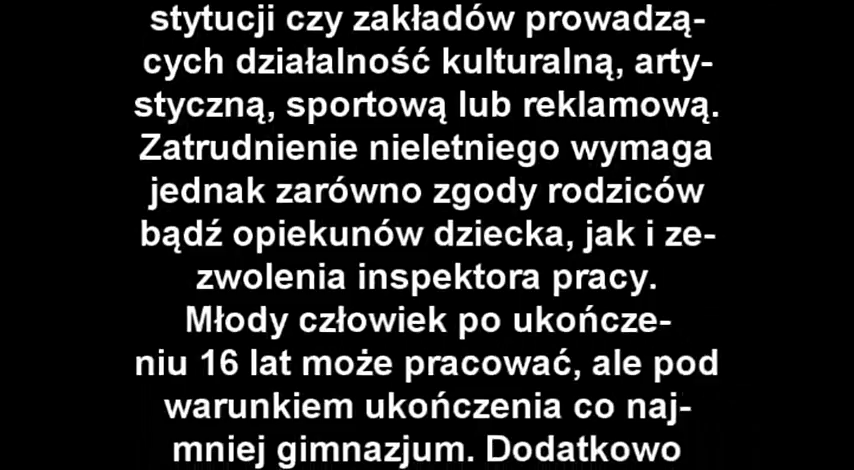 stytucji czy zakładów prowadzą-
cych działalność kulturalną, arty-
styczną, sportową lub reklamową.
Zatrudnienie nieletniego wymaga
jednak zarówno zgody rodziców
bądź opiekunów dziecka, jak i ze-
zwolenia inspektora pracy.
Młody człowiek po ukończe-
niu 16 lat może pracować, ale pod
warunkiem ukończenia co naj-
mniej gimnazjum. Dodatkowo